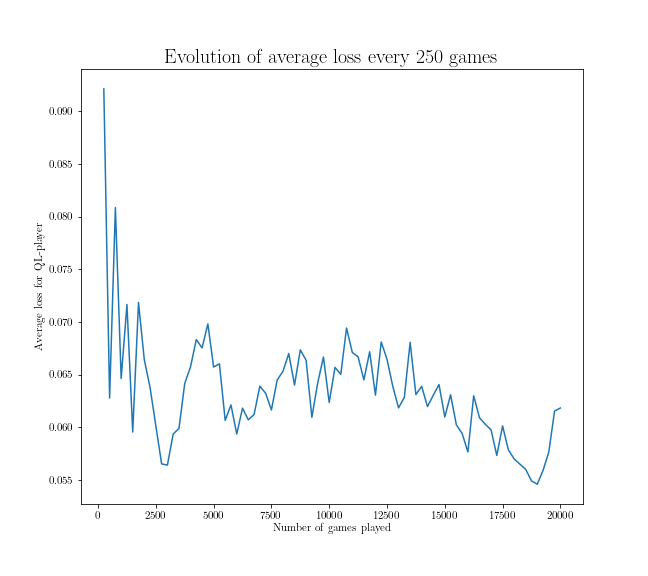 Evolution of average loss every 250 games
Average loss for QL-player
0.090
0.085
0.080
0.075
0.070
0.065
0.060
0.055
0 2500 5000 7500 10000 12500 15000 17500 20000
Number of games played